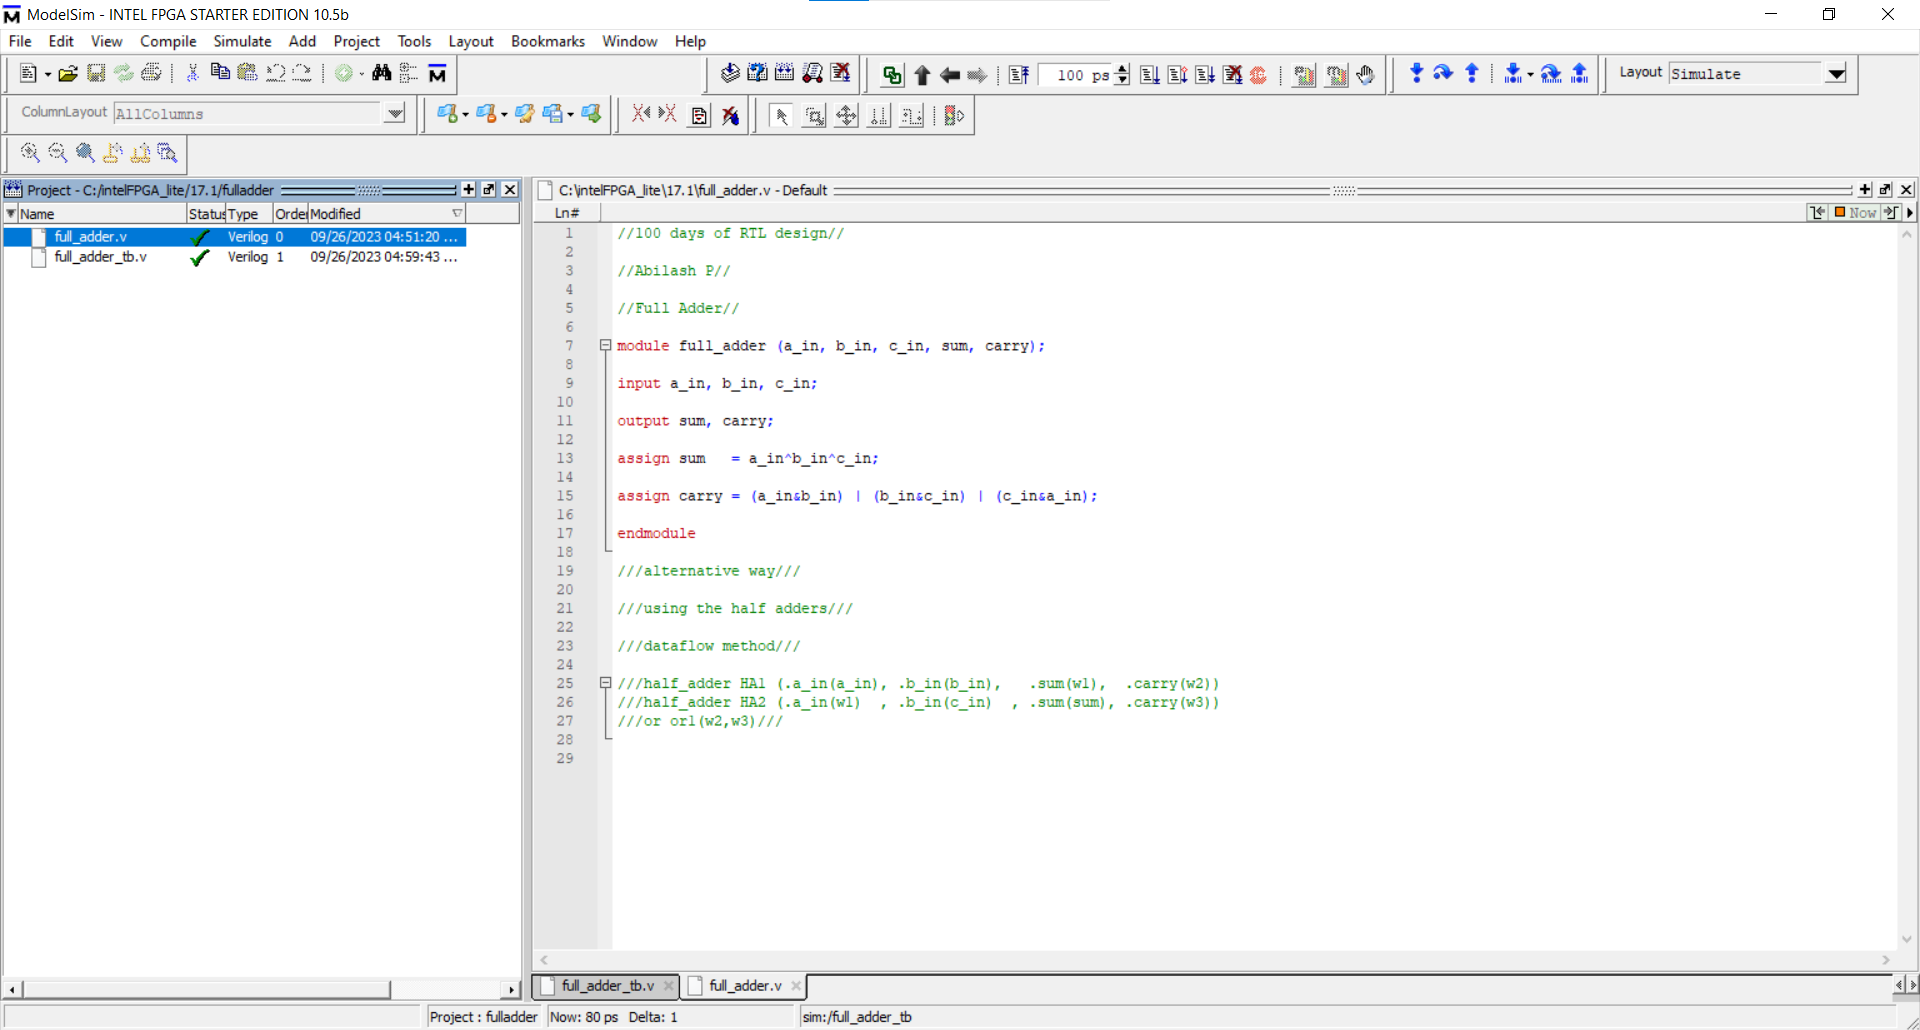 ModelSim - INTEL FPGA STARTER EDITION 10.5b
File Edit View Compile Simulate Add Project Tools Layout Bookmarks Window Help
100 ps
Layout Simulate
ColumnLayout AllColumns
Project - C:/intelFPGA_lite/17.1/fulladder
Name Status Type Order Modified
full_adder.v Verilog 0 09/26/2023 04:51:20 ...
full_adder_tb.v Verilog 1 09/26/2023 04:59:43 ...
C:\intelFPGA_lite\17.1\full_adder.v - Default
Ln#
Now
1 //100 days of RTL design//
2
3 //Abilash P//
4
5 //Full Adder//
6
7 module full_adder (a_in, b_in, c_in, sum, carry);
8
9 input a_in, b_in, c_in;
10
11 output sum, carry;
12
13 assign sum   = a_in^b_in^c_in;
14
15 assign carry = (a_in&b_in) | (b_in&c_in) | (c_in&a_in);
16
17 endmodule
18
19 ///alternative way///
20
21 ///using the half adders///
22
23 ///dataflow method///
24
25 ///half_adder HA1 (.a_in(a_in), .b_in(b_in),   .sum(w1),  .carry(w2))
26 ///half_adder HA2 (.a_in(w1)  , .b_in(c_in)  , .sum(sum), .carry(w3))
27 ///or or1(w2,w3)///
28
29
full_adder_tb.v full_adder.v
Project : fulladder Now: 80 ps Delta: 1 sim:/full_adder_tb